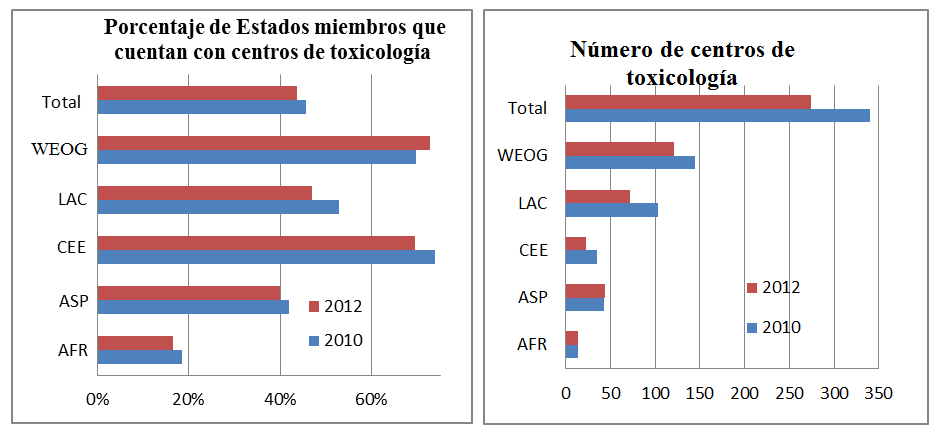 Porcentaje de Estados miembros que
cuentan con centros de toxicología
Total
WEOG
LAC
CEE
ASP
AFR
2012
2010
0% 20% 40% 60%
Número de centros de
toxicología
Total
WEOG
LAC
CEE
ASP
AFR
2012
2010
0 50 100 150 200 250 300 350